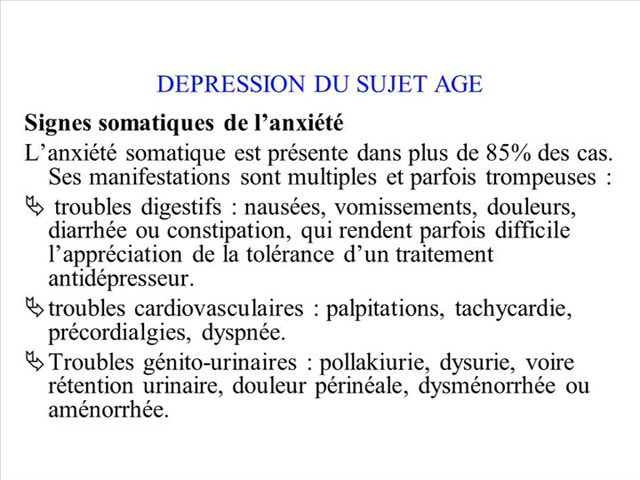 DEPRESSION DU SUJET AGE
Signes somatiques de l’anxiété
L’anxiété somatique est présente dans plus de 85% des cas.
Ses manifestations sont multiples et parfois trompeuses :
troubles digestifs : nausées, vomissements, douleurs,
diarrhée ou constipation, qui rendent parfois difficile
l’appréciation de la tolérance d’un traitement
antidépresseur.
troubles cardiovasculaires : palpitations, tachycardie,
précordialgies, dyspnée.
Troubles génito-urinaires : pollakiurie, dysurie, voire
rétention urinaire, douleur périnéale, dysménorrhée ou
aménorrhée.